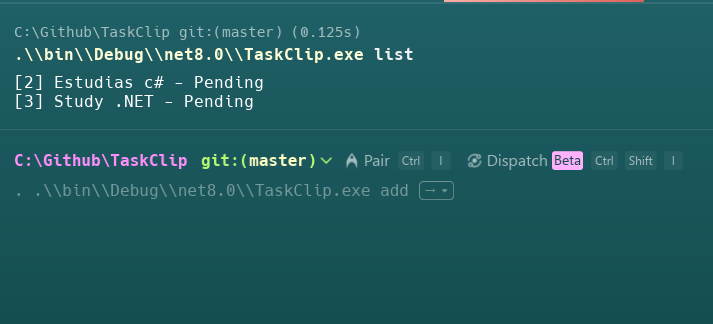 C:\Github\TaskClip git:(master) (0.125s)
.\\bin\\Debug\\net8.0\\TaskClip.exe list
[2] Estudias c# - Pending
[3] Study .NET - Pending
C:\Github\TaskClip git:(master) Pair Ctrl I Dispatch Beta Ctrl Shift I
. .\\bin\\Debug\\net8.0\\TaskClip.exe add →